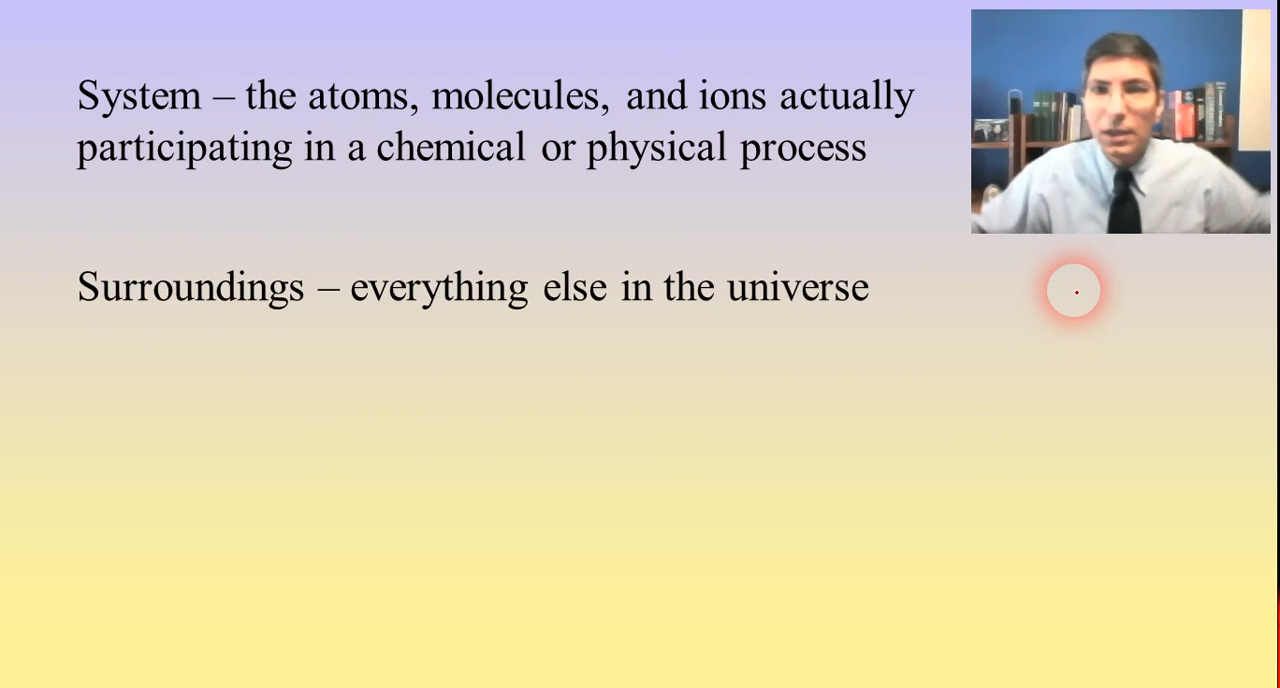 System – the atoms, molecules, and ions actually
participating in a chemical or physical process
Surroundings – everything else in the universe